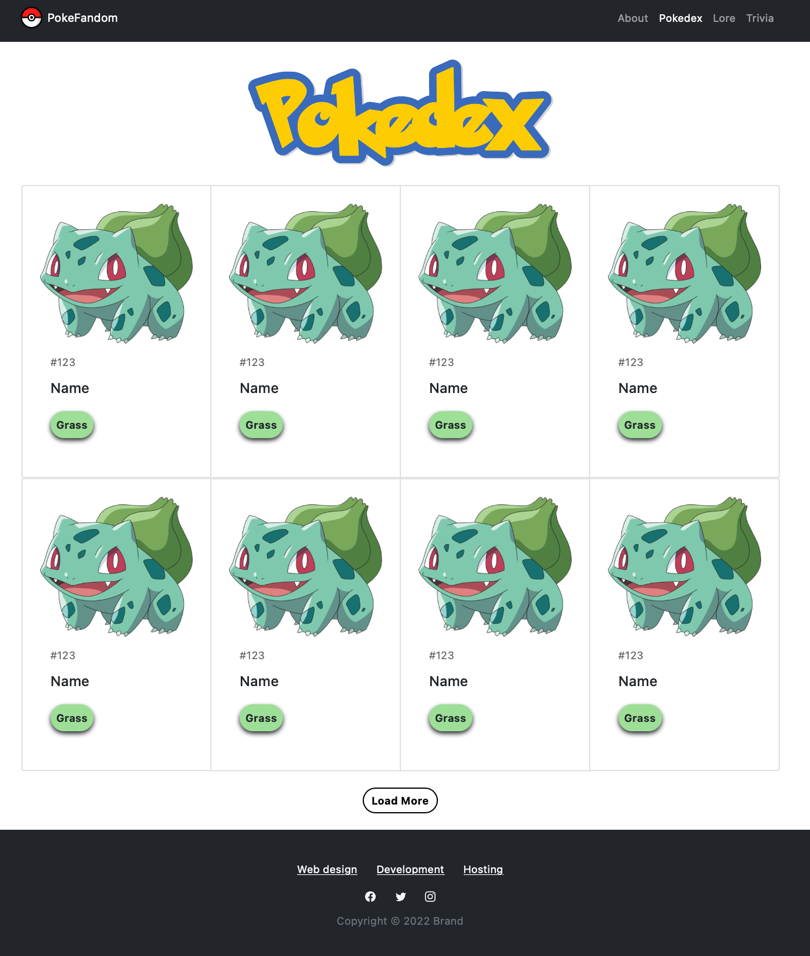 PokeFandom About Pokedex Lore Trivia
Pokedex
#123 #123 #123 #123
Name Name Name Name
Grass Grass Grass Grass
#123 #123 #123 #123
Name Name Name Name
Grass Grass Grass Grass
Load More
Web design Development Hosting
Copyright © 2022 Brand